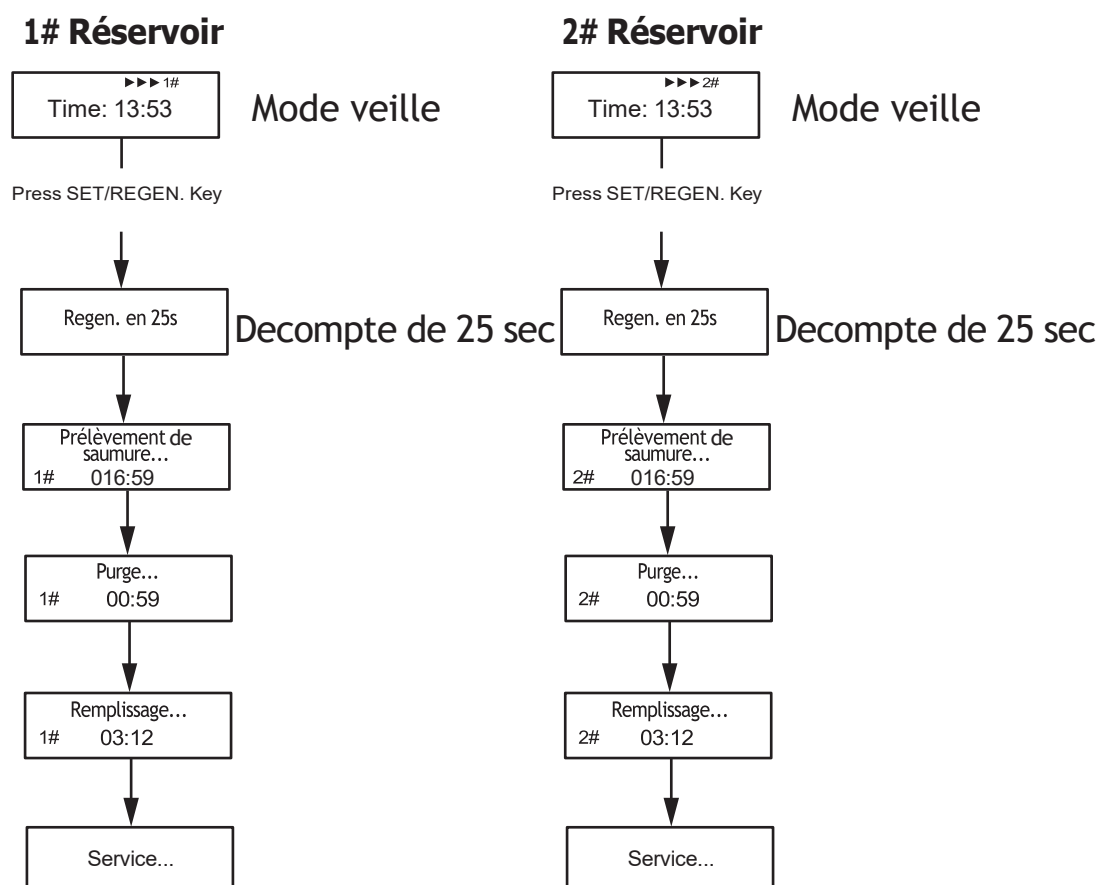 1# Réservoir
▶▶▶1#
Time: 13:53
Mode veille
Press SET/REGEN. Key
Regen. en 25s
Decompte de 25 sec
Prélèvement de
saumure...
1# 016:59
Purge...
1# 00:59
Remplissage...
1# 03:12
Service...
2# Réservoir
▶▶▶2#
Time: 13:53
Mode veille
Press SET/REGEN. Key
Regen. en 25s
Decompte de 25 sec
Prélèvement de
saumure...
2# 016:59
Purge...
2# 00:59
Remplissage...
2# 03:12
Service...